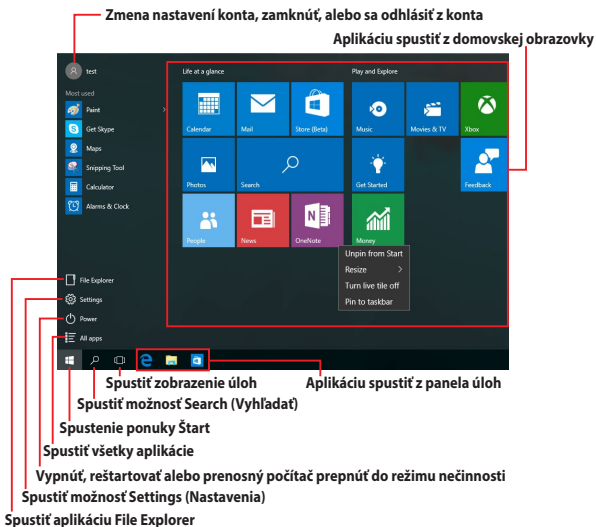 Zmena nastavení konta, zamknúť, alebo sa odhlásiť z konta
Aplikáciu spustiť z domovskej obrazovky
test
Life at a glance
Play and Explore
Most used
Paint
Get Skype
Maps
Snipping Tool
Calculator
Alarms & Clock
Calendar
Mail
Store (Beta)
Music
Movies & TV
Xbox
Photos
Search
Get Started
Feedback
People
News
OneNote
Money
Unpin from Start
Resize
Turn live tile off
Pin to taskbar
File Explorer
Settings
Power
All apps
Spustiť zobrazenie úloh
Aplikáciu spustiť z panela úloh
Spustiť možnosť Search (Vyhľadať)
Spustenie ponuky Štart
Spustiť všetky aplikácie
Vypnúť, reštartovať alebo prenosný počítač prepnúť do režimu nečinnosti
Spustiť možnosť Settings (Nastavenia)
Spustiť aplikáciu File Explorer